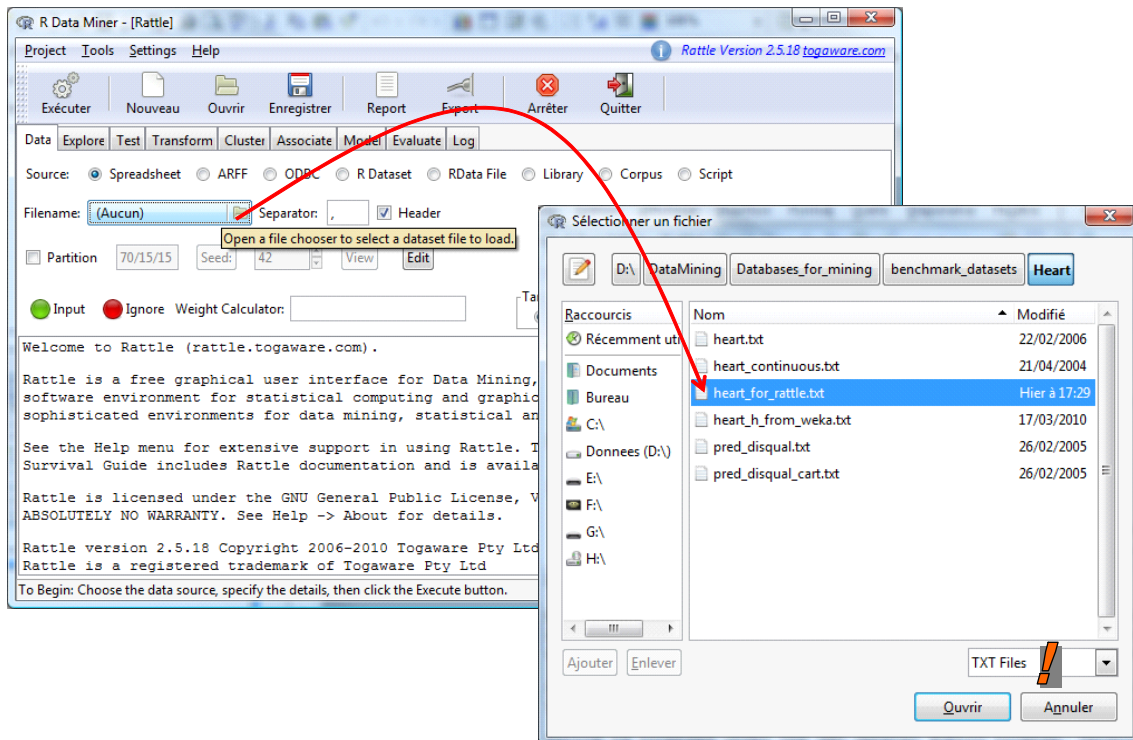 R Data Miner - [Rattle]
Project Tools Settings Help
Rattle Version 2.5.18 togaware.com
Exécuter Nouveau Ouvrir Enregistrer Report Export Arrêter Quitter
Data Explore Test Transform Cluster Associate Model Evaluate Log
Source: Spreadsheet ARFF ODBC R Dataset RData File Library Corpus Script
Filename: (Aucun) Separator: , Header
Open a file chooser to select a dataset file to load.
Partition 70/15/15 Seed: 42 View Edit
Input Ignore Weight Calculator:
Welcome to Rattle (rattle.togaware.com).
Rattle is a free graphical user interface for Data Mining,
software environment for statistical computing and graphic
sophisticated environments for data mining, statistical an
See the Help menu for extensive support in using Rattle. T
Survival Guide includes Rattle documentation and is availa
Rattle is licensed under the GNU General Public License, V
ABSOLUTELY NO WARRANTY. See Help -> About for details.
Rattle version 2.5.18 Copyright 2006-2010 Togaware Pty Ltd
Rattle is a registered trademark of Togaware Pty Ltd
To Begin: Choose the data source, specify the details, then click the Execute button.
Sélectionner un fichier
D:\ DataMining Databases_for_mining benchmark_datasets Heart
Raccourcis
Récemment uti
Documents
Bureau
C:\
Donnees (D:\)
E:\
F:\
G:\
H:\
Nom Modifié
heart.txt 22/02/2006
heart_continuous.txt 21/04/2004
heart_for_rattle.txt Hier à 17:29
heart_h_from_weka.txt 17/03/2010
pred_disqual.txt 26/02/2005
pred_disqual_cart.txt 26/02/2005
Ajouter Enlever
TXT Files
!
Ouvrir Annuler